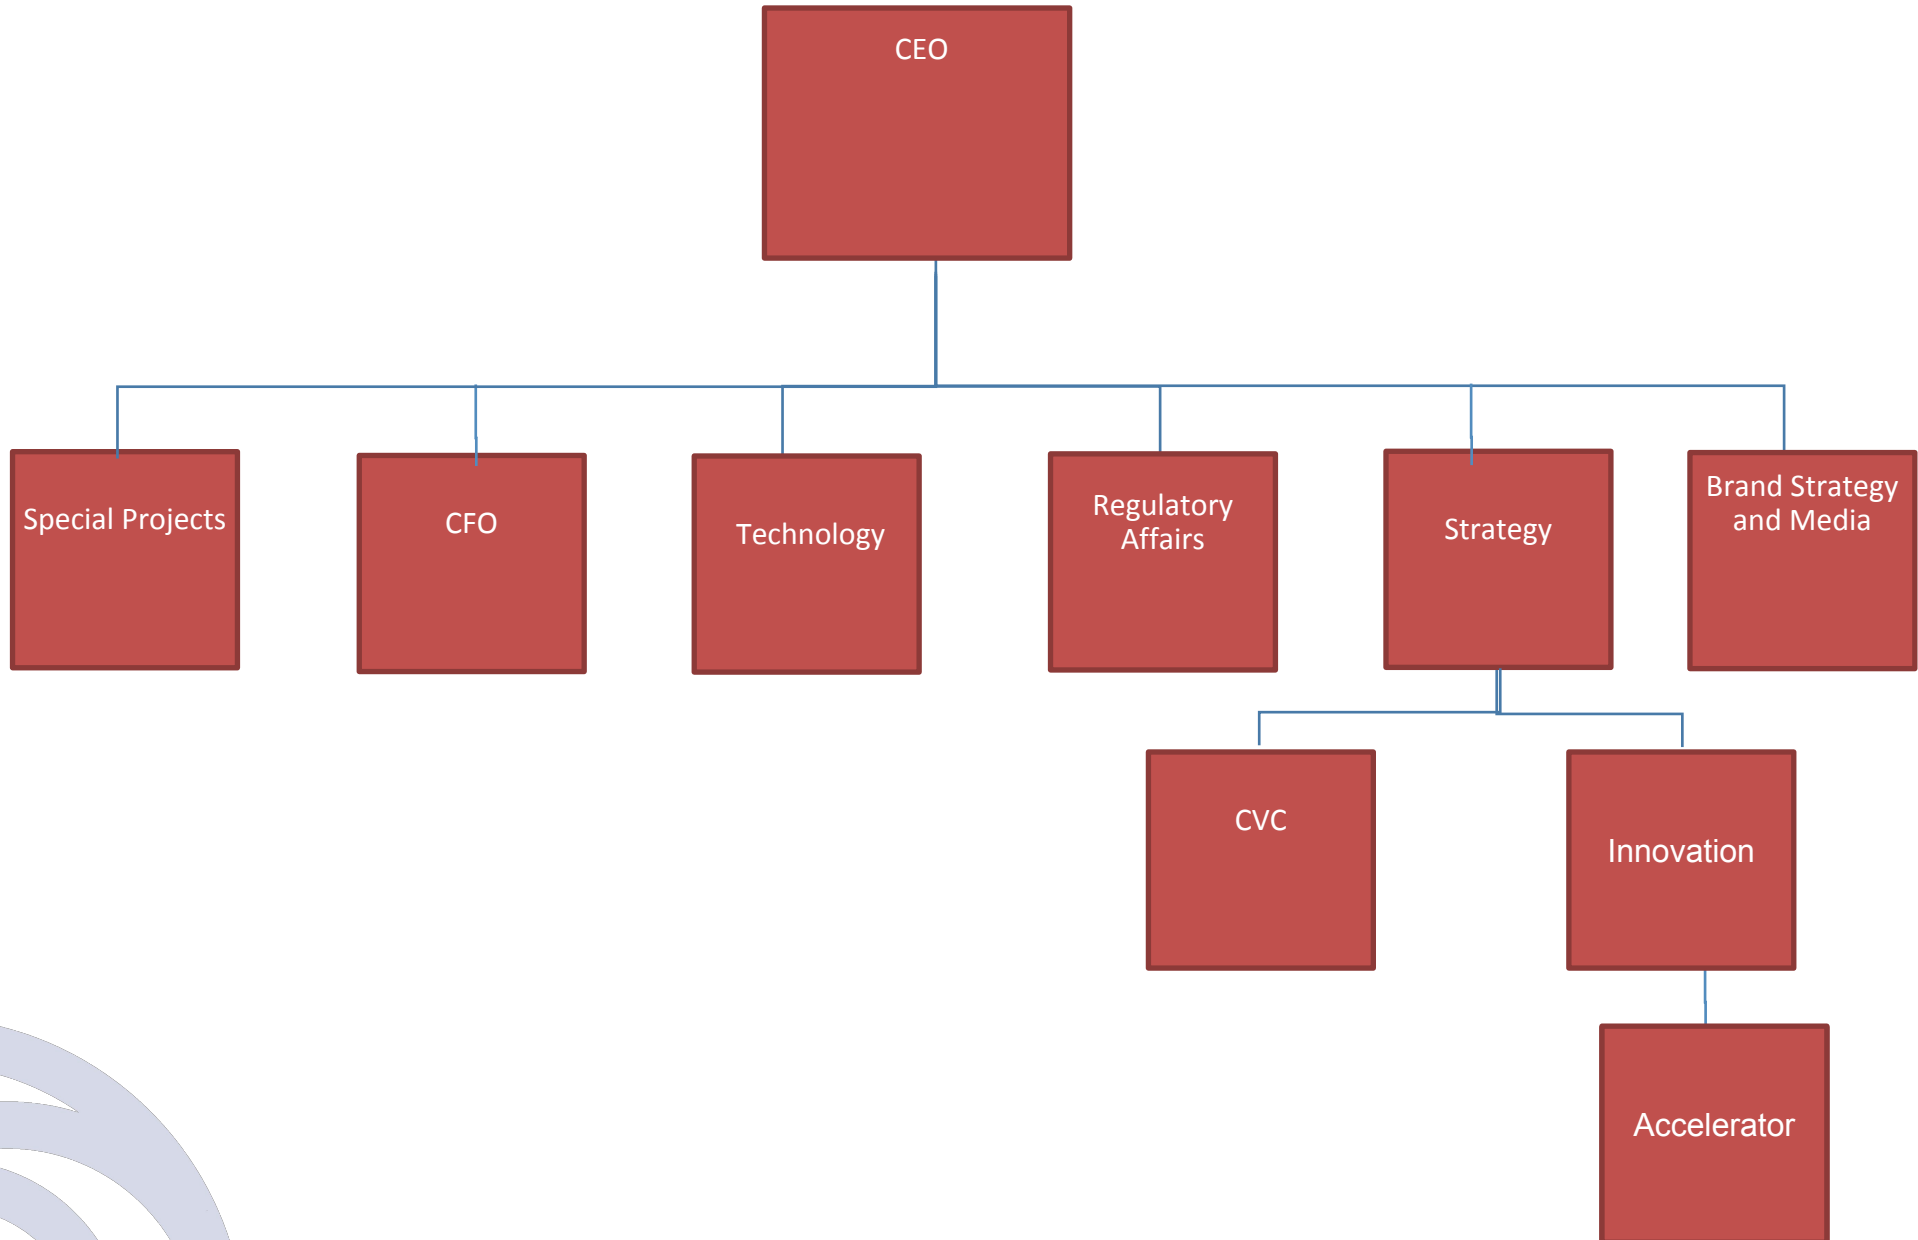 CEO
Special Projects
CFO
Technology
Regulatory
Affairs
Strategy
Brand Strategy
and Media
CVC
Innovation
Accelerator